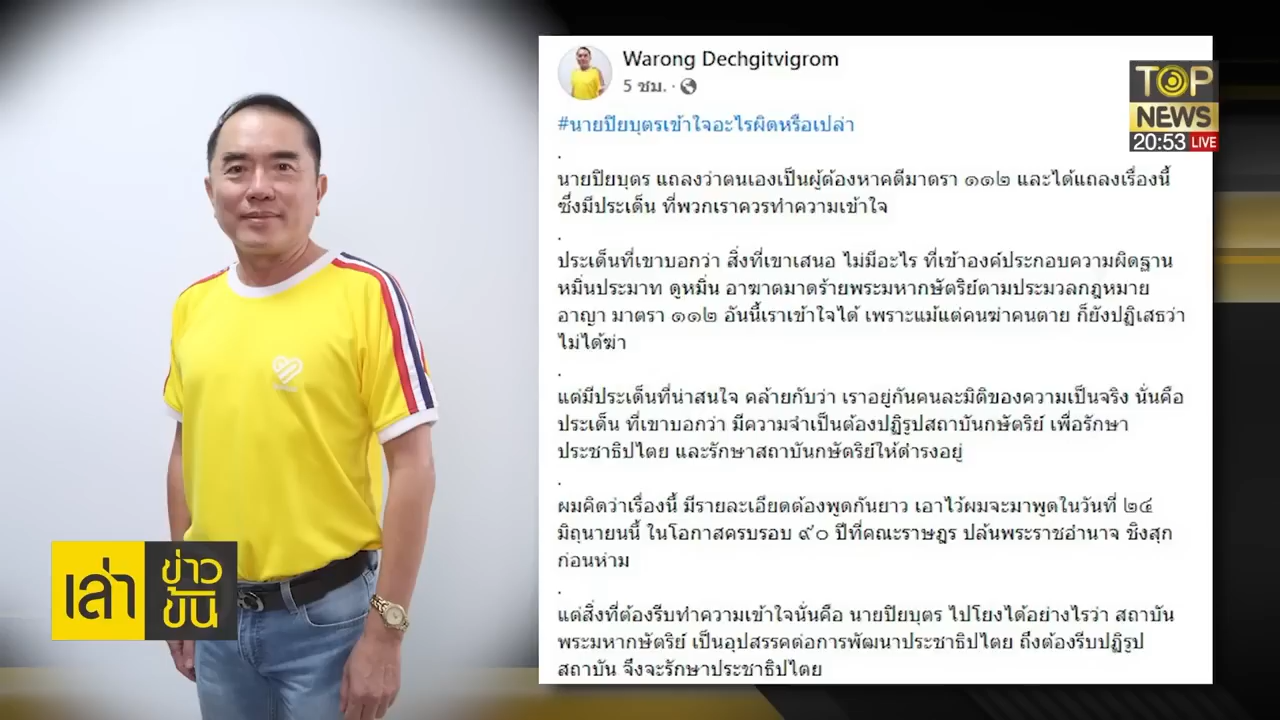 Warong Dechgitvigrom
5 ชม. ·
TOP
NEWS
20:53 LIVE
#นายปิยบุตรเข้าใจอะไรผิดหรือเปล่า
.
นายปิยบุตร แถลงว่าตนเองเป็นผู้ต้องหาคดีมาตรา ๑๑๒ และได้แถลงเรื่องนี้
ซึ่งมีประเด็น ที่พวกเราควรทำความเข้าใจ
.
ประเด็นที่เขาบอกว่า สิ่งที่เขาเสนอ ไม่มีอะไร ที่เข้าองค์ประกอบความผิดฐาน
หมิ่นประมาท ดูหมิ่น อาฆาตมาดร้ายพระมหากษัตริย์ตามประมวลกฎหมาย
อาญา มาตรา ๑๑๒ อันนี้เราเข้าใจได้ เพราะแม้แต่คนฆ่าคนตาย ก็ยังปฏิเสธว่า
ไม่ได้ฆ่า
.
แต่มีประเด็นที่น่าสนใจ คล้ายกับว่า เราอยู่กันคนละมิติของความเป็นจริง นั่นคือ
ประเด็น ที่เขาบอกว่า มีความจำเป็นต้องปฏิรูปสถาบันกษัตริย์ เพื่อรักษา
ประชาธิปไตย และรักษาสถาบันกษัตริย์ให้ดำรงอยู่
.
ผมคิดว่าเรื่องนี้ มีรายละเอียดต้องพูดกันยาว เอาไว้ผมจะมาพูดในวันที่ ๒๔
มิถุนายนนี้ ในโอกาสครบรอบ ๙๐ ปีที่คณะราษฎร ปล้นพระราชอำนาจ ชิงสุก
ก่อนห่าม
.
แต่สิ่งที่ต้องรีบทำความเข้าใจนั่นคือ นายปิยบุตร ไปโยงได้อย่างไรว่า สถาบัน
พระมหากษัตริย์ เป็นอุปสรรคต่อการพัฒนาประชาธิปไตย ถึงต้องรีบปฏิรูป
สถาบัน จึงจะรักษาประชาธิปไตย
เล่า
ข่าว
ข้น